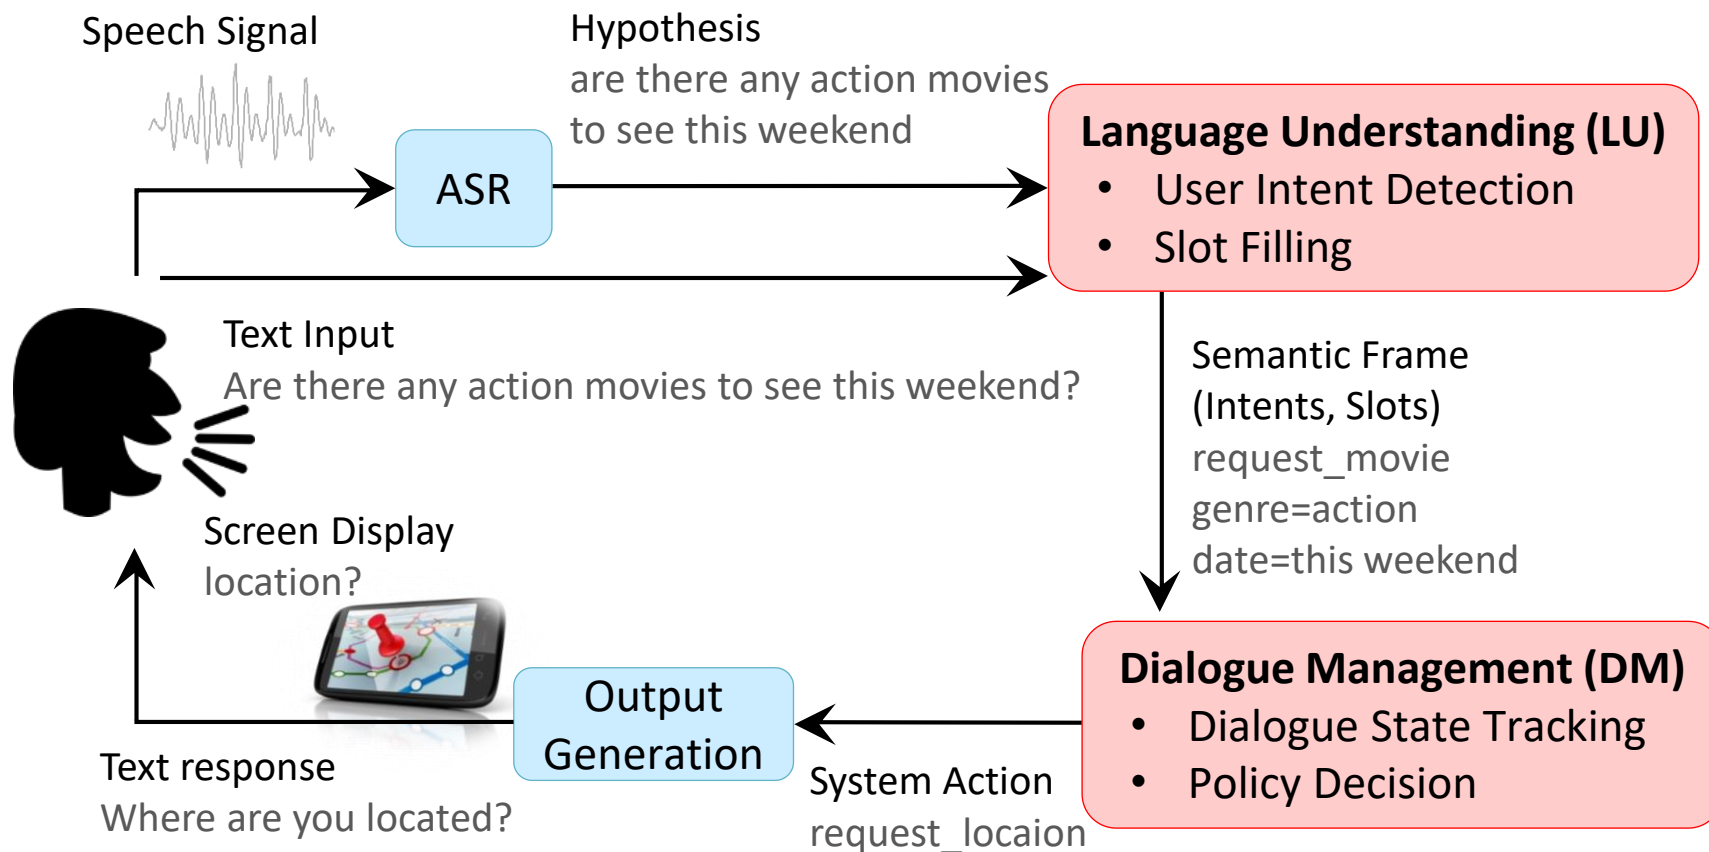 Speech Signal
Hypothesis
are there any action movies
to see this weekend
ASR
Language Understanding (LU)
• User Intent Detection
• Slot Filling
Text Input
Are there any action movies to see this weekend?
Semantic Frame
(Intents, Slots)
request_movie
genre=action
date=this weekend
Screen Display
location?
Dialogue Management (DM)
• Dialogue State Tracking
• Policy Decision
Output
Generation
System Action
request_locaion
Text response
Where are you located?